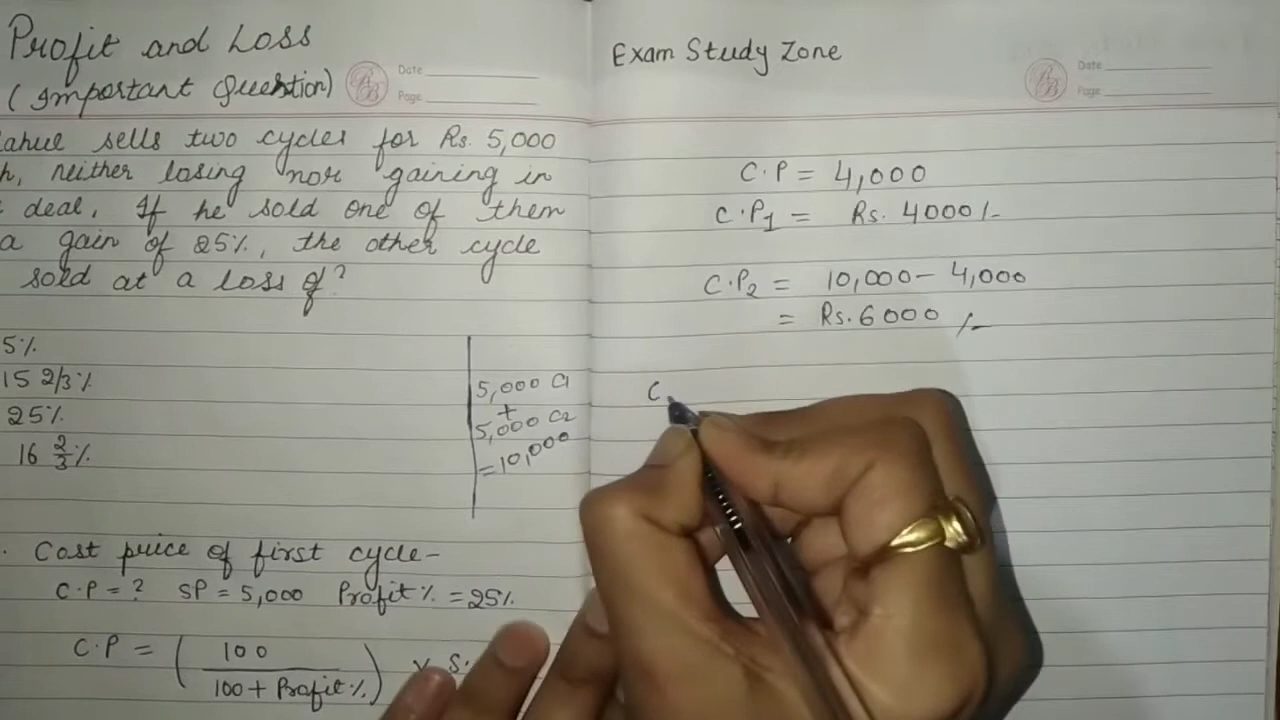 Profit and Loss
(Important Question)
Date
Page
ahul sells two cycles for Rs. 5,000
h, neither losing nor gaining in
deal. If he sold one of them
a gain of 25%, the other cycle
sold at a loss of?
5%
15 2/3%
25%
16 2/3%
5,000 C1
+
5,000 C2
=10,000
. Cost price of first cycle-
C.P = ? SP = 5,000 Profit % = 25%
C.P = ( 100 / 100 + Profit % ) x S.
Exam Study Zone
Date
Page
C.P = 4,000
C.P1 = Rs. 4000/-
C.P2 = 10,000 - 4,000
= Rs. 6000/-
C.